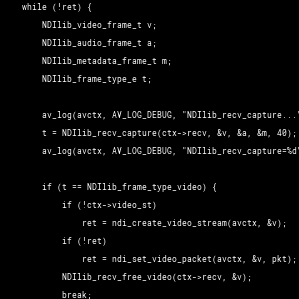 while (!ret) {
NDIlib_video_frame_t v;
NDIlib_audio_frame_t a;
NDIlib_metadata_frame_t m;
NDIlib_frame_type_e t;
av_log(avctx, AV_LOG_DEBUG, "NDIlib_recv_capture..."
t = NDIlib_recv_capture(ctx->recv, &v, &a, &m, 40);
av_log(avctx, AV_LOG_DEBUG, "NDIlib_recv_capture=%d"
if (t == NDIlib_frame_type_video) {
if (!ctx->video_st)
ret = ndi_create_video_stream(avctx, &v);
if (!ret)
ret = ndi_set_video_packet(avctx, &v, pkt);
NDIlib_recv_free_video(ctx->recv, &v);
break;